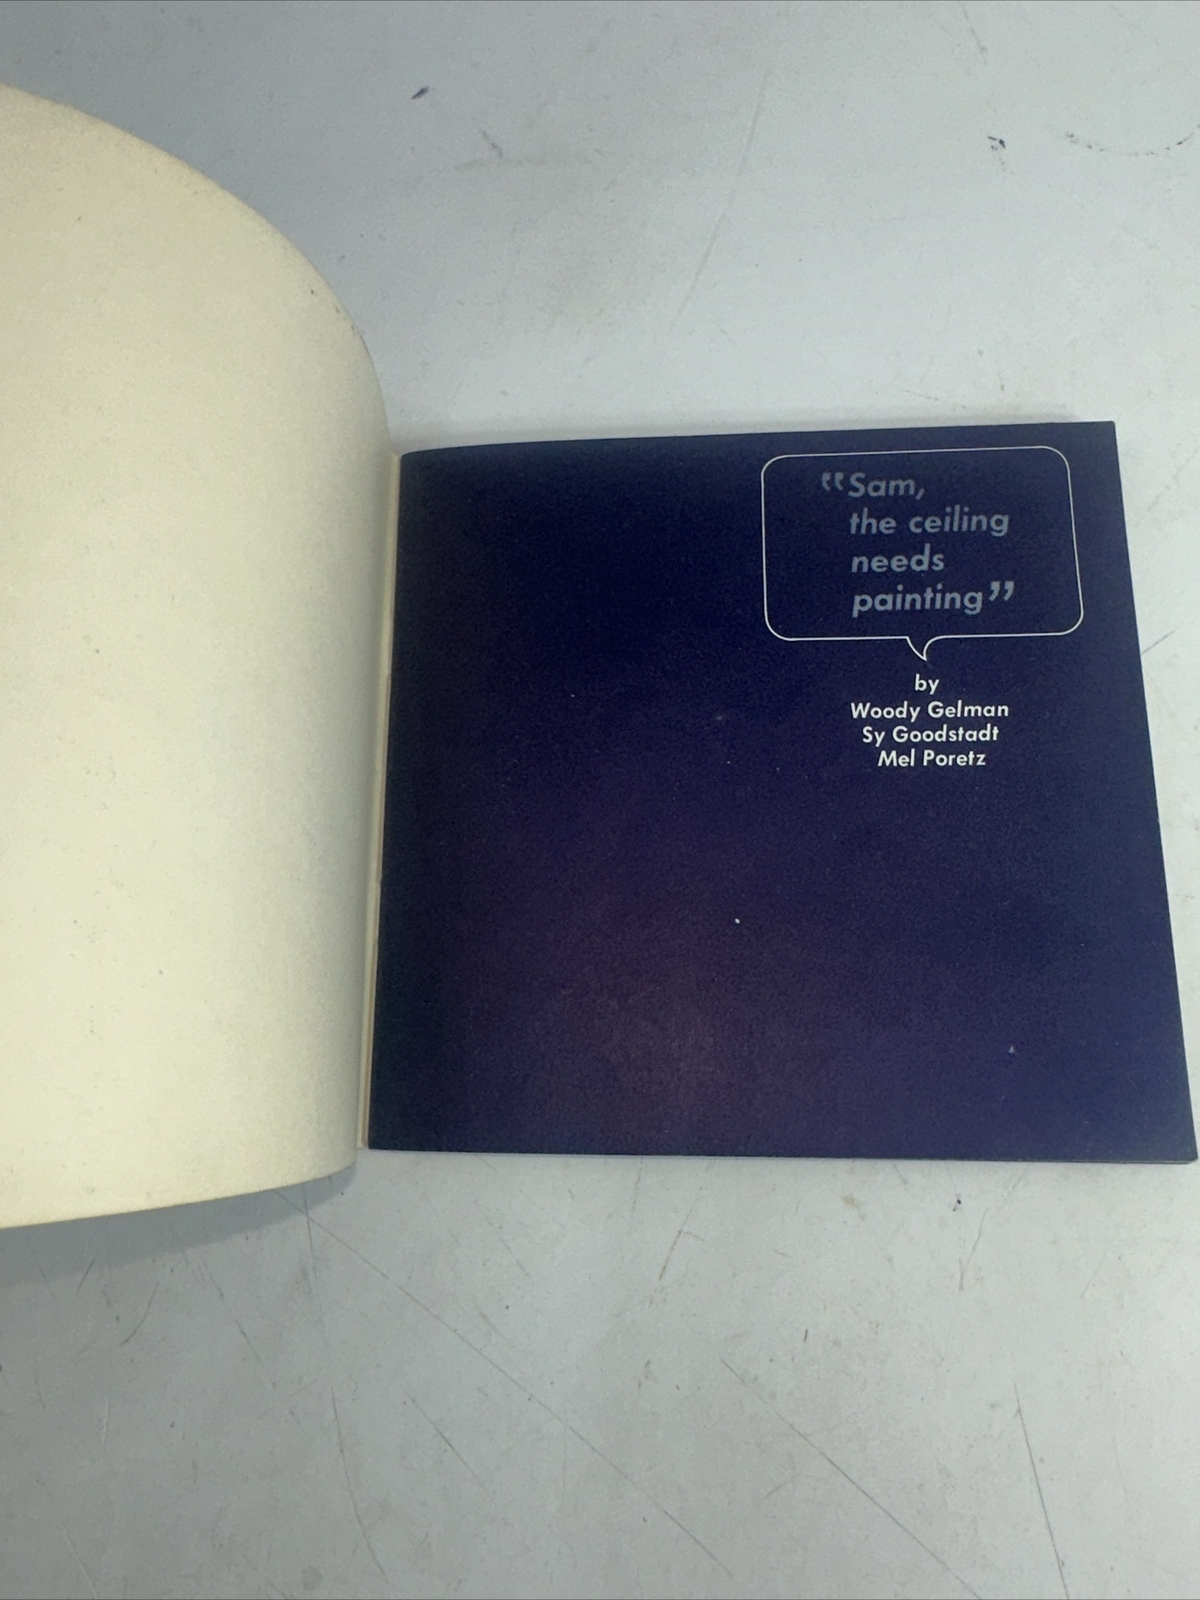 “Sam,
the ceiling
needs
painting”
by
Woody Gelman
Sy Goodstadt
Mel Poretz